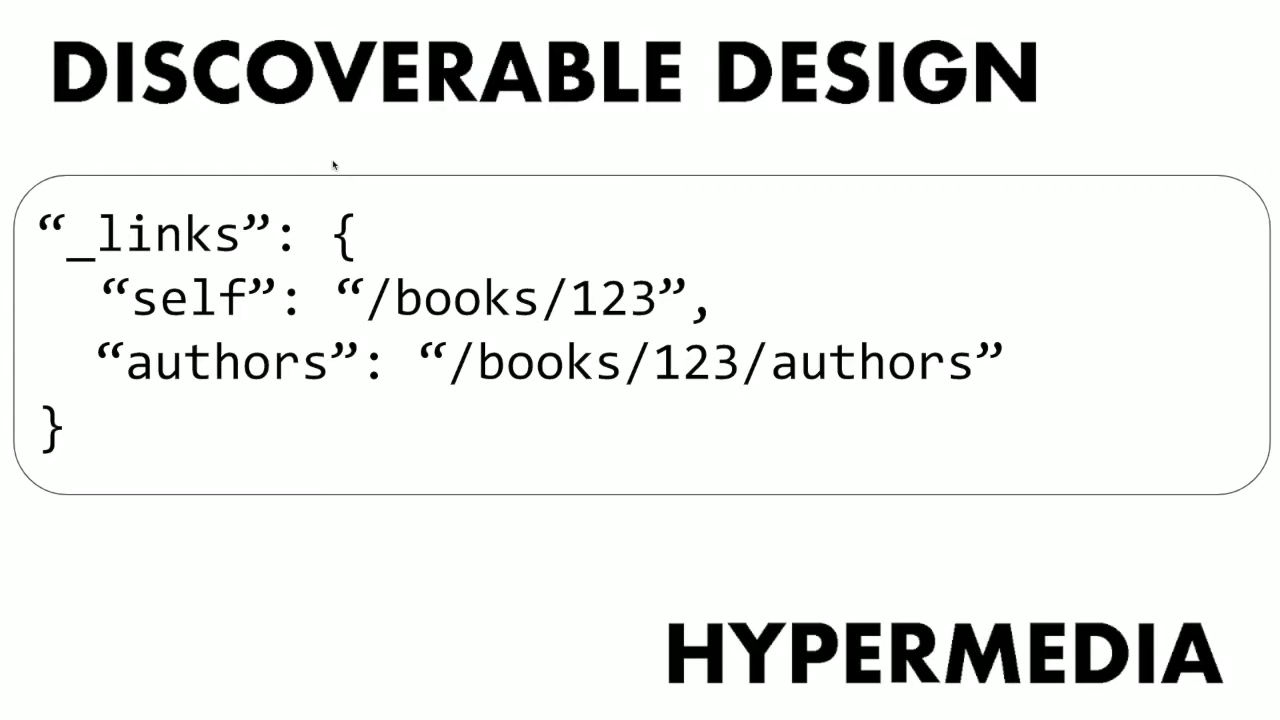 DISCOVERABLE DESIGN
“_links”: {
“self”: “/books/123”,
“authors”: “/books/123/authors”
}
HYPERMEDIA